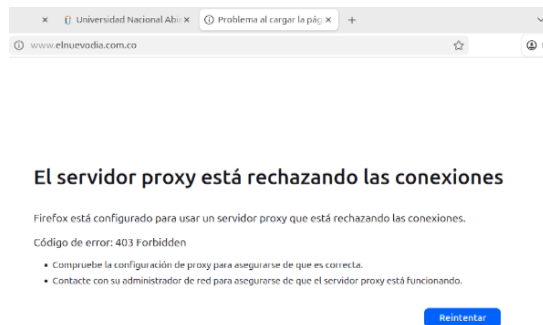 Universidad Nacional Abi
Problema al cargar la pág
www.elnuevodia.com.co
El servidor proxy está rechazando las conexiones
Firefox está configurado para usar un servidor proxy que está rechazando las conexiones.
Código de error: 403 Forbidden
• Compruebe la configuración de proxy para asegurarse de que es correcta.
• Contacte con su administrador de red para asegurarse de que el servidor proxy está funcionando.
Reintentar